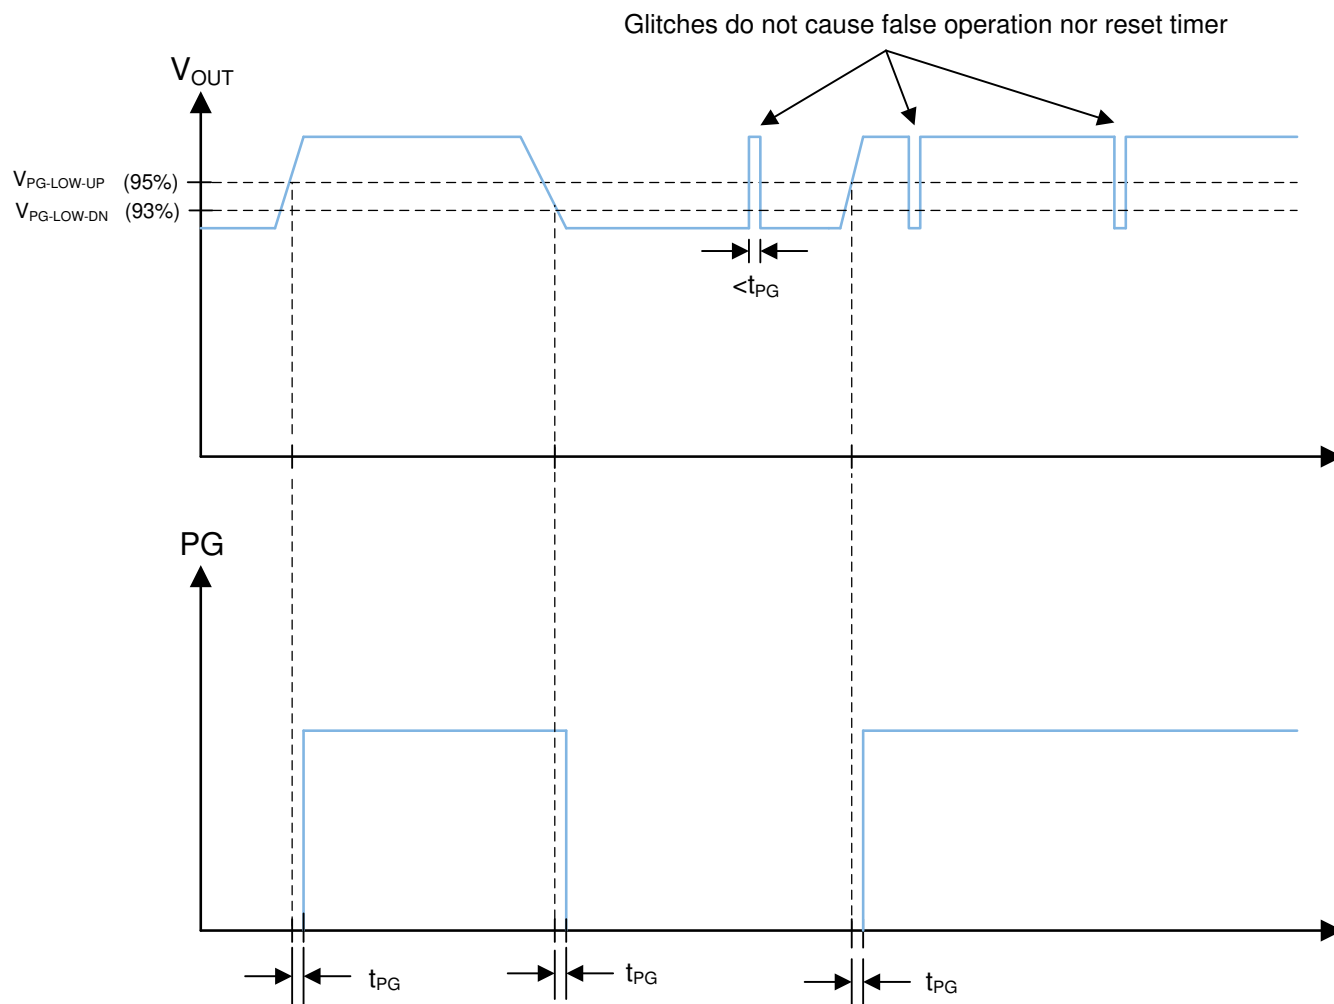 Glitches do not cause false operation nor reset timer
VOUT
VPG-LOW-UP (95%)
VPG-LOW-DN (93%)
<tPG
PG
tPG
tPG
tPG